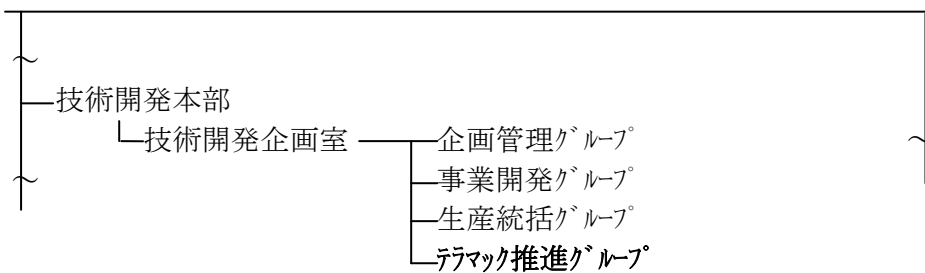 技術開発本部
技術開発企画室
企画管理ｸﾞﾙｰﾌﾟ
事業開発ｸﾞﾙｰﾌﾟ
生産統括ｸﾞﾙｰﾌﾟ
ﾃﾗﾏｯｸ推進ｸﾞﾙｰﾌﾟ